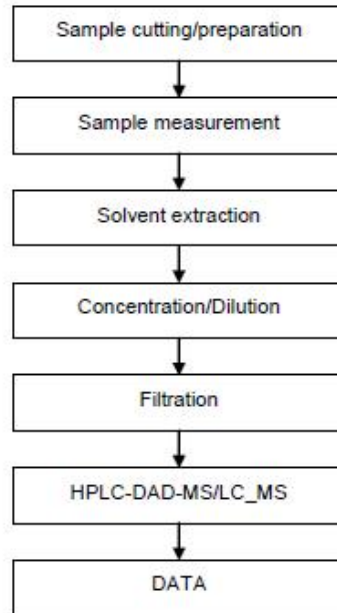 Sample cutting/preparation
Sample measurement
Solvent extraction
Concentration/Dilution
Filtration
HPLC-DAD-MS/LC_MS
DATA